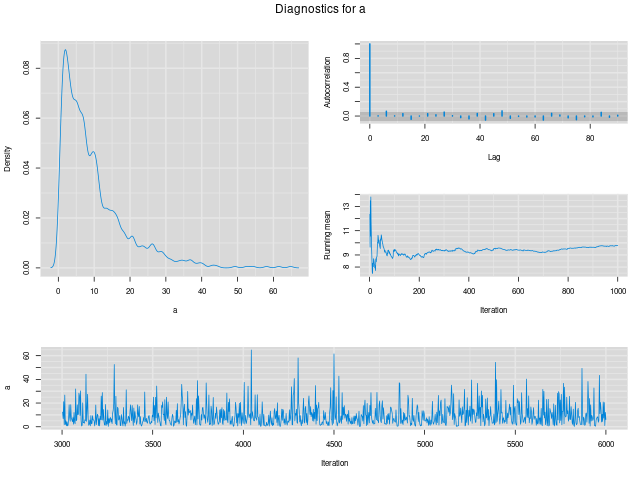 Diagnostics for a
Density
0.00 0.02 0.04 0.06 0.08
0 10 20 30 40 50 60
a
Autocorrelation
0.0 0.4 0.8
0 20 40 60 80
Lag
Running mean
8 9 11 13
0 200 400 600 800 1000
Iteration
a
0 20 40 60
3000 3500 4000 4500 5000 5500 6000
Iteration